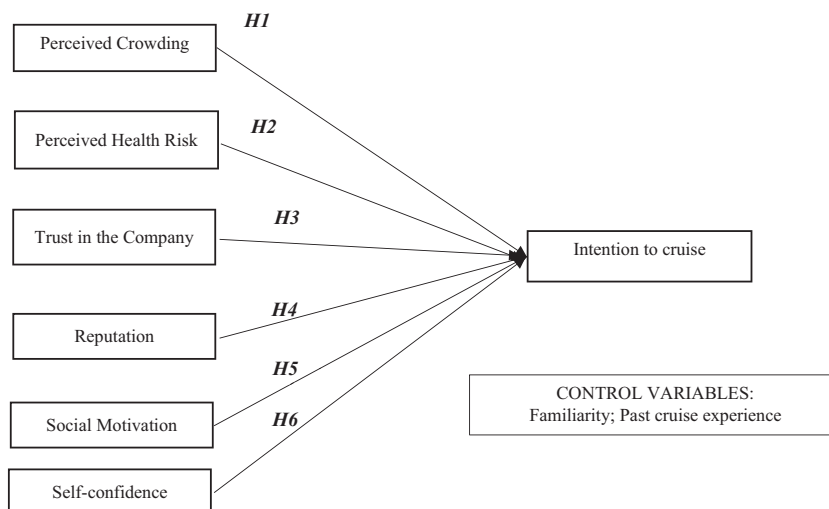 H1
Perceived Crowding
H2
Perceived Health Risk
H3
Trust in the Company
Intention to cruise
H4
Reputation
H5
CONTROL VARIABLES:
Familiarity; Past cruise experience
Social Motivation
H6
Self-confidence